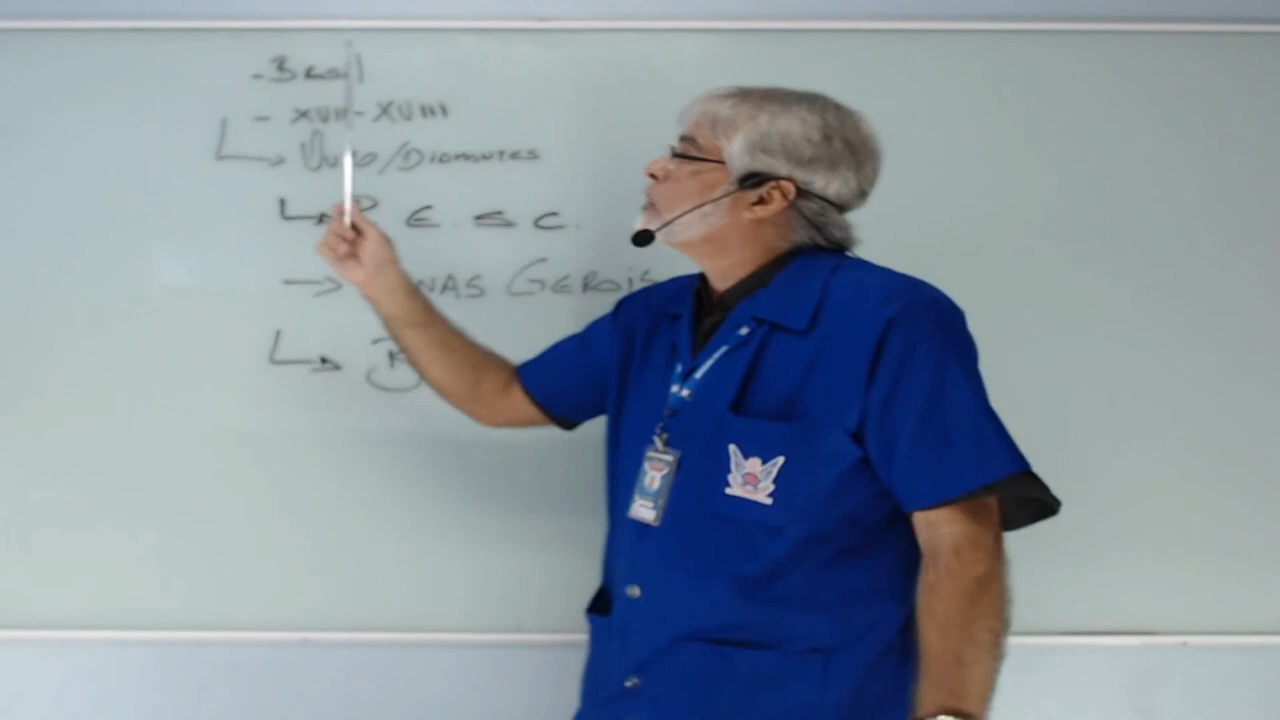 - Brasil
- XVII - XVIII
Ouro/Diamantes
P E. S C.
NAS GERAIS